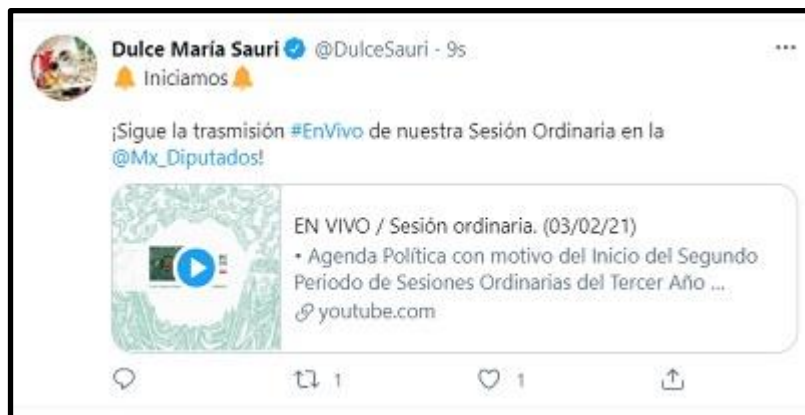 Dulce María Sauri @DulceSauri · 9s
🔔 Iniciamos 🔔
¡Sigue la trasmisión #EnVivo de nuestra Sesión Ordinaria en la
@Mx_Diputados!
EN VIVO / Sesión ordinaria. (03/02/21)
• Agenda Política con motivo del Inicio del Segundo
Periodo de Sesiones Ordinarias del Tercer Año ...
youtube.com
1 1